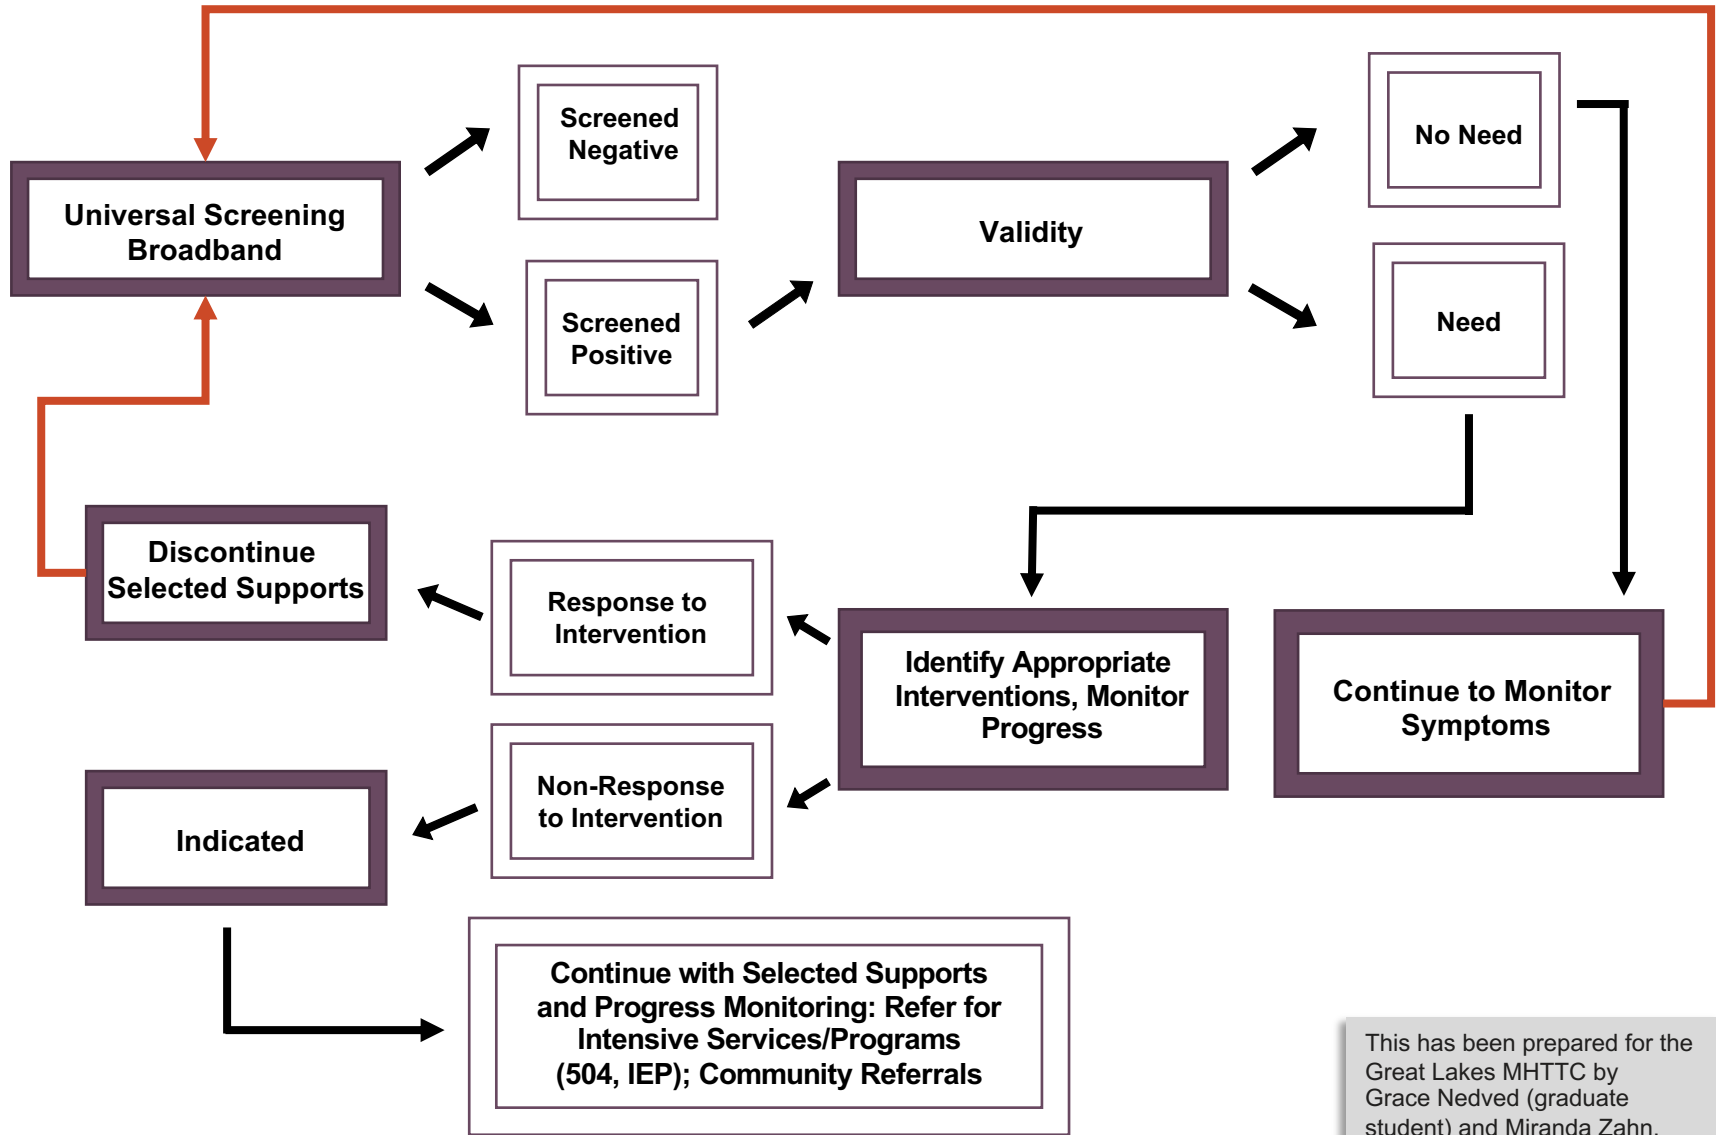 Universal Screening
Broadband
Screened
Negative
Screened
Positive
Validity
No Need
Need
Discontinue
Selected Supports
Response to
Intervention
Identify Appropriate
Interventions, Monitor
Progress
Continue to Monitor
Symptoms
Non-Response
to Intervention
Indicated
Continue with Selected Supports
and Progress Monitoring: Refer for
Intensive Services/Programs
(504, IEP); Community Referrals
This has been prepared for the
Great Lakes MHTTC by
Grace Nedved (graduate
student) and Miranda Zahn,